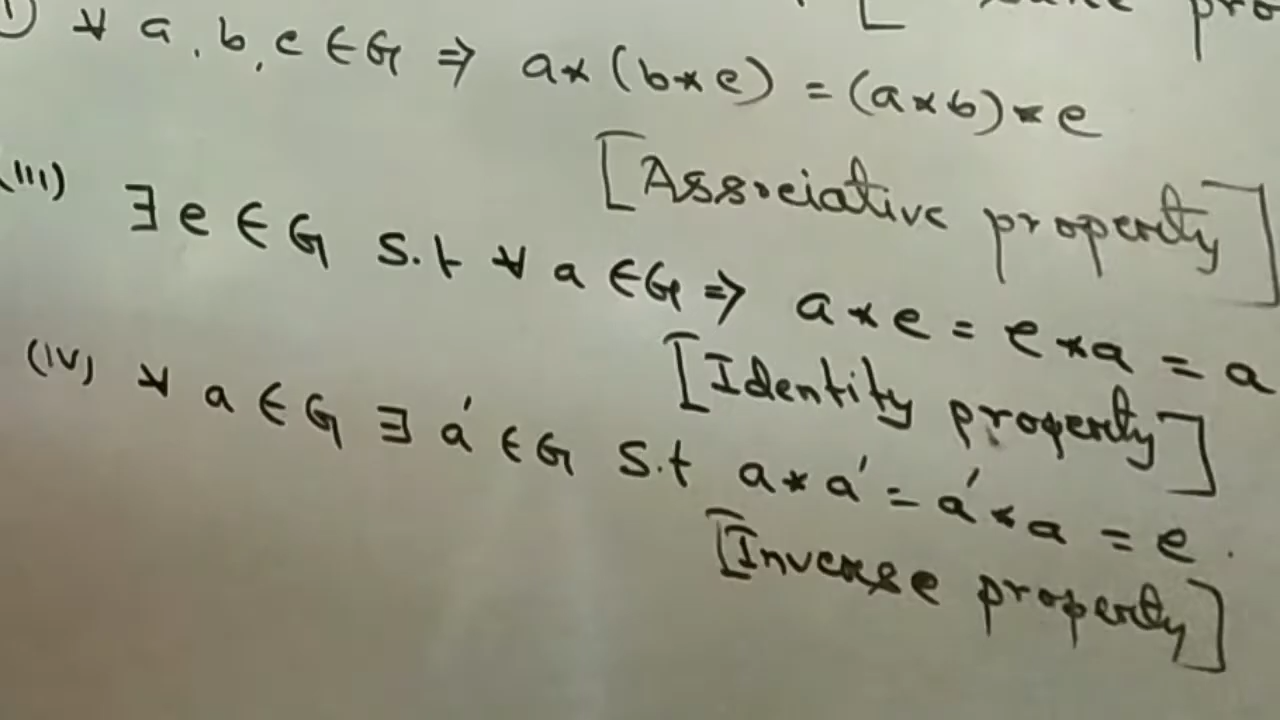 ) ∀ a, b, c ∈ G ⇒ a * (b * c) = (a * b) * c
[Associative property]
(III) ∃ e ∈ G s.t ∀ a ∈ G ⇒ a * e = e * a = a
[Identity property]
(IV) ∀ a ∈ G ∃ a' ∈ G s.t a * a' = a' * a = e.
[Inverse property]